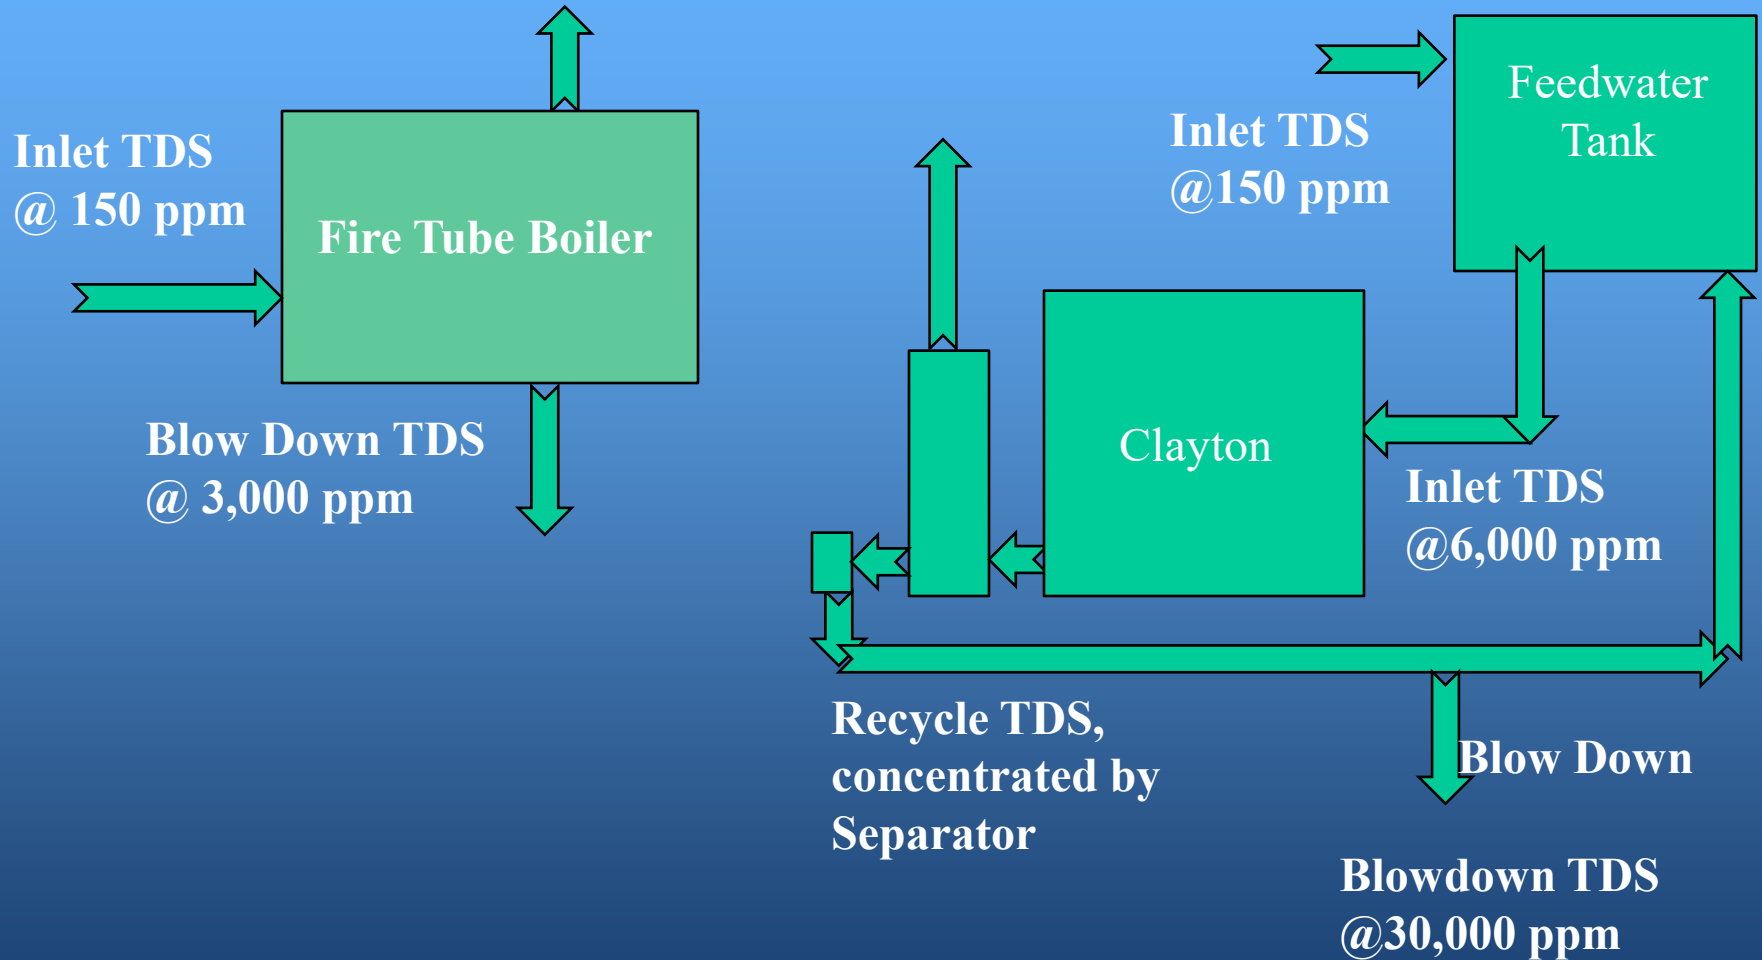 Inlet TDS
@ 150 ppm
Fire Tube Boiler
Blow Down TDS
@ 3,000 ppm
Inlet TDS
@150 ppm
Feedwater
Tank
Clayton
Inlet TDS
@6,000 ppm
Recycle TDS,
concentrated by
Separator
Blow Down
Blowdown TDS
@30,000 ppm